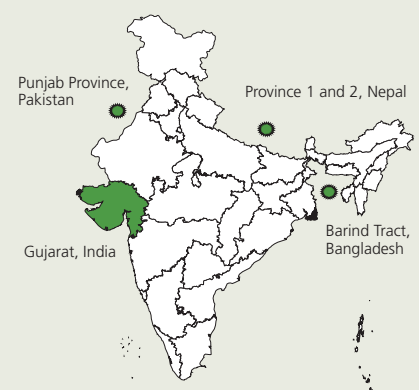 Punjab Province,
Pakistan
Province 1 and 2, Nepal
Gujarat, India
Barind Tract,
Bangladesh